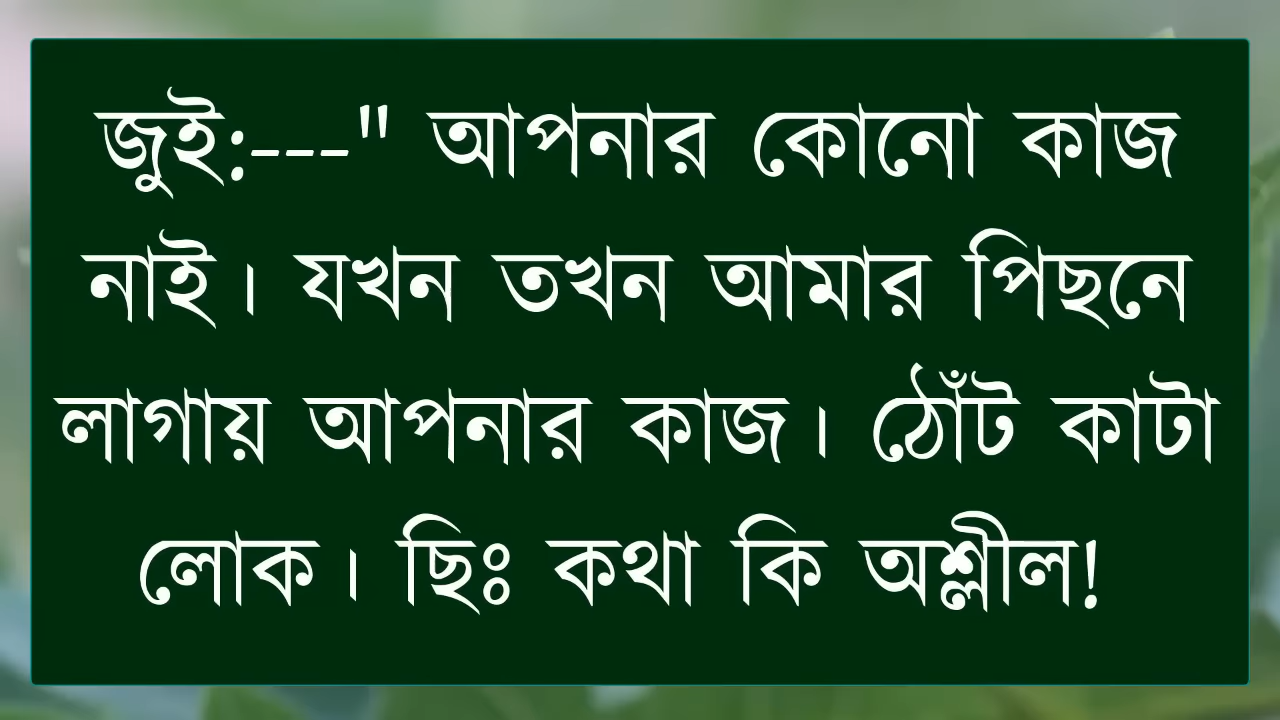 জুই:---" আপনার কোনো কাজ
নাই। যখন তখন আমার পিছনে
লাগায় আপনার কাজ। ঠোঁট কাটা
লোক। ছিঃ কথা কি অশ্লীল!